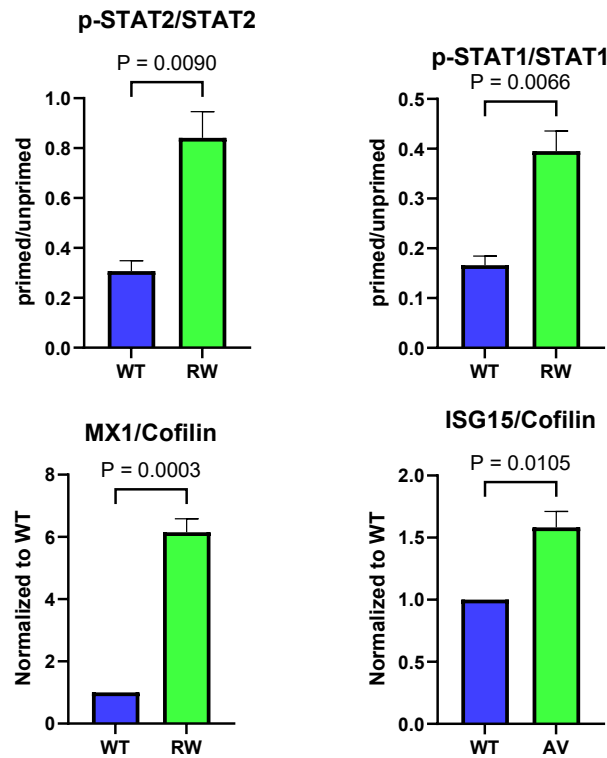 p-STAT2/STAT2
P = 0.0090
primed/unprimed
1.0
0.8
0.6
0.4
0.2
0.0
WT RW
p-STAT1/STAT1
P = 0.0066
primed/unprimed
0.5
0.4
0.3
0.2
0.1
0.0
WT RW
MX1/Cofilin
P = 0.0003
Normalized to WT
8
6
4
2
0
WT RW
ISG15/Cofilin
P = 0.0105
Normalized to WT
2.0
1.5
1.0
0.5
0.0
WT AV